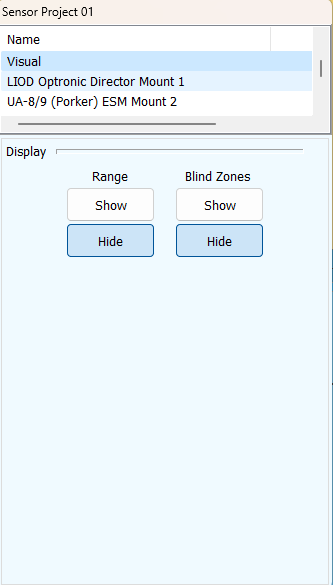 Sensor Project 01
Name
Visual
LIOD Optronic Director Mount 1
UA-8/9 (Porker) ESM Mount 2
Display
Range Blind Zones
Show Show
Hide Hide